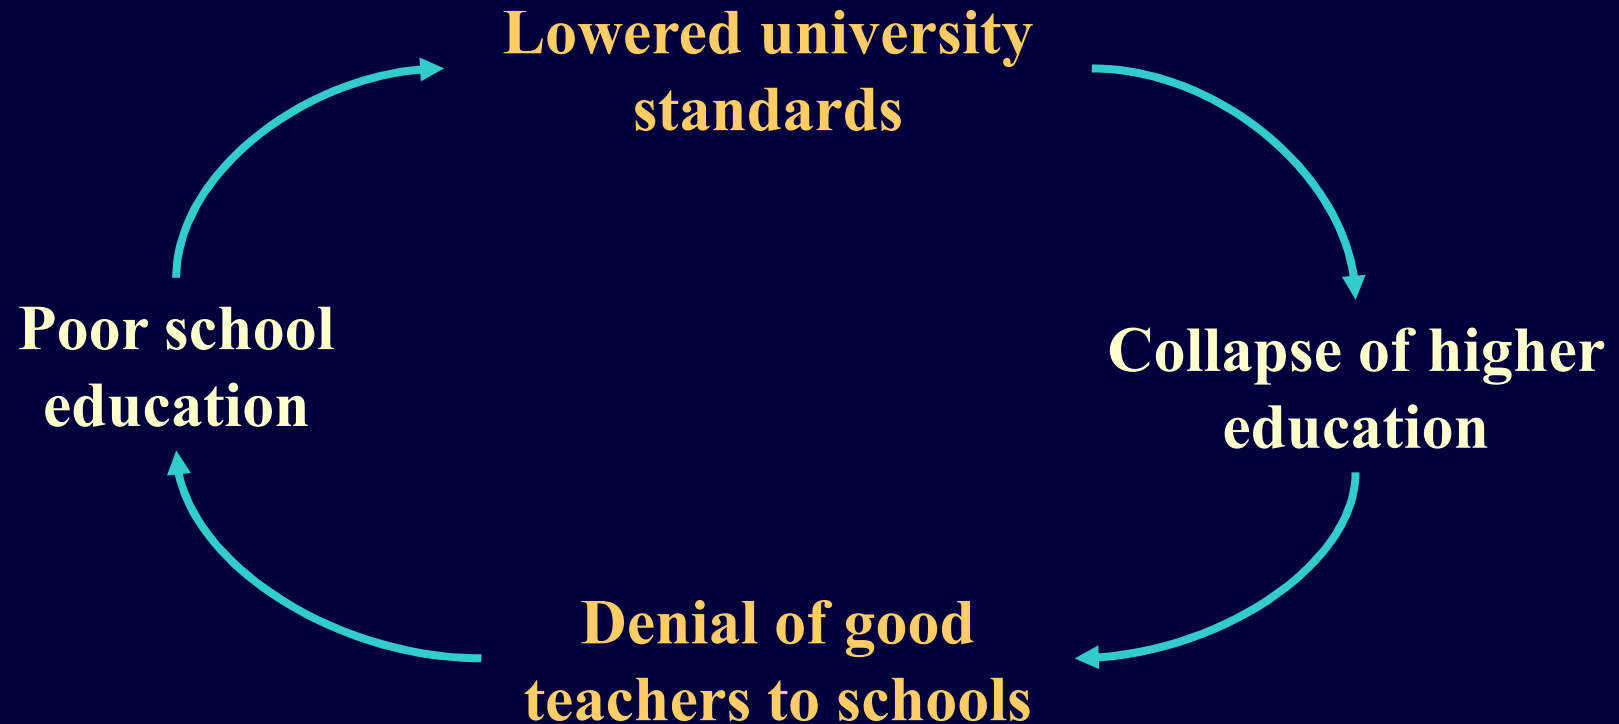 Lowered university
standards
Poor school
education
Collapse of higher
education
Denial of good
teachers to schools